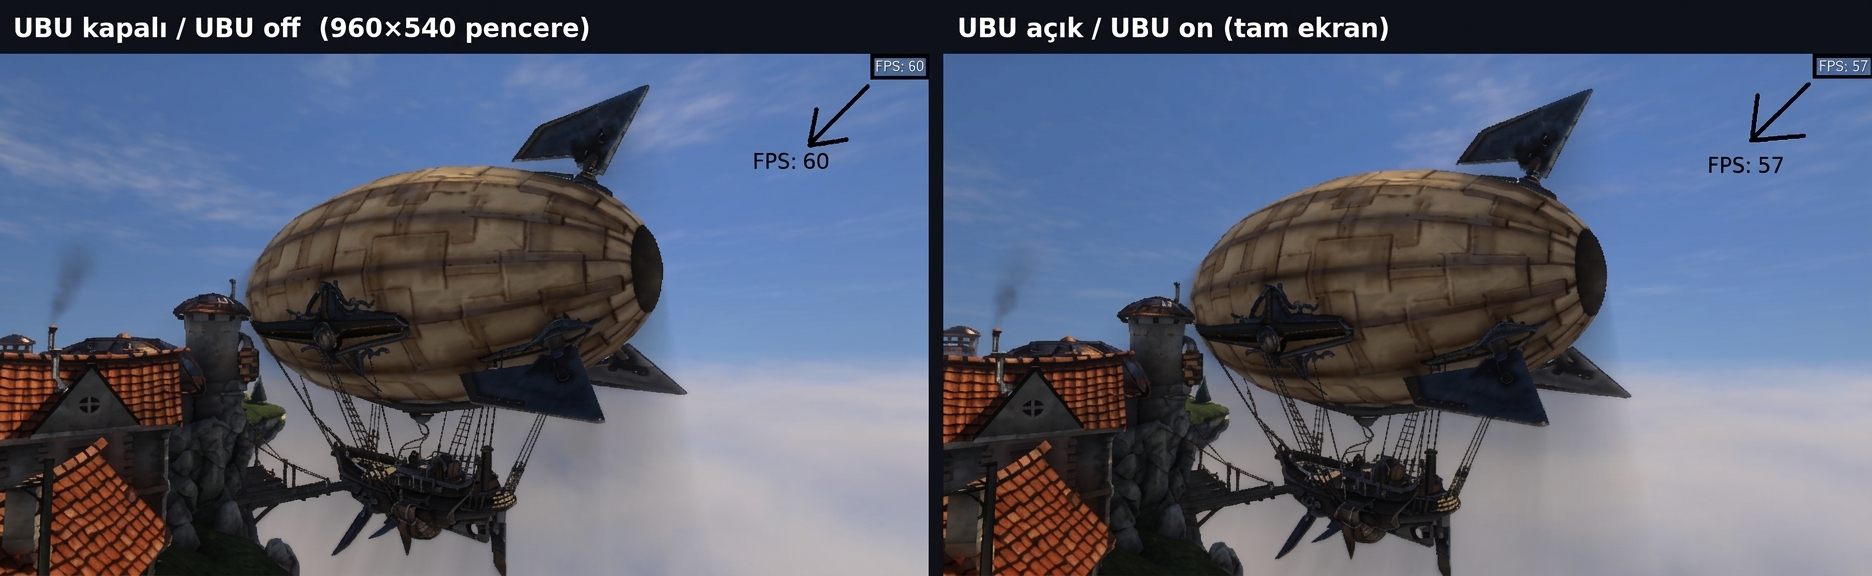 UBU kapalı / UBU off  (960×540 pencere)
FPS: 60
FPS: 60
UBU açık / UBU on (tam ekran)
FPS: 57
FPS: 57